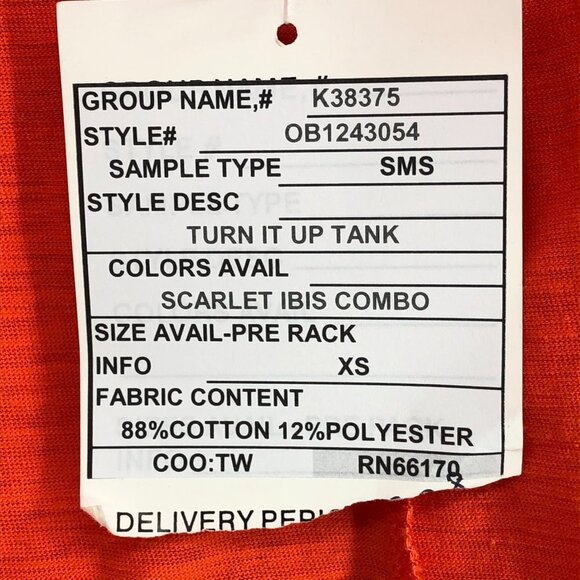 GROUP NAME,# K38375
STYLE# OB1243054
SAMPLE TYPE SMS
STYLE DESC
TURN IT UP TANK
COLORS AVAIL
SCARLET IBIS COMBO
SIZE AVAIL-PRE RACK
INFO XS
FABRIC CONTENT
88%COTTON 12%POLYESTER
COO:TW RN66170
DELIVERY